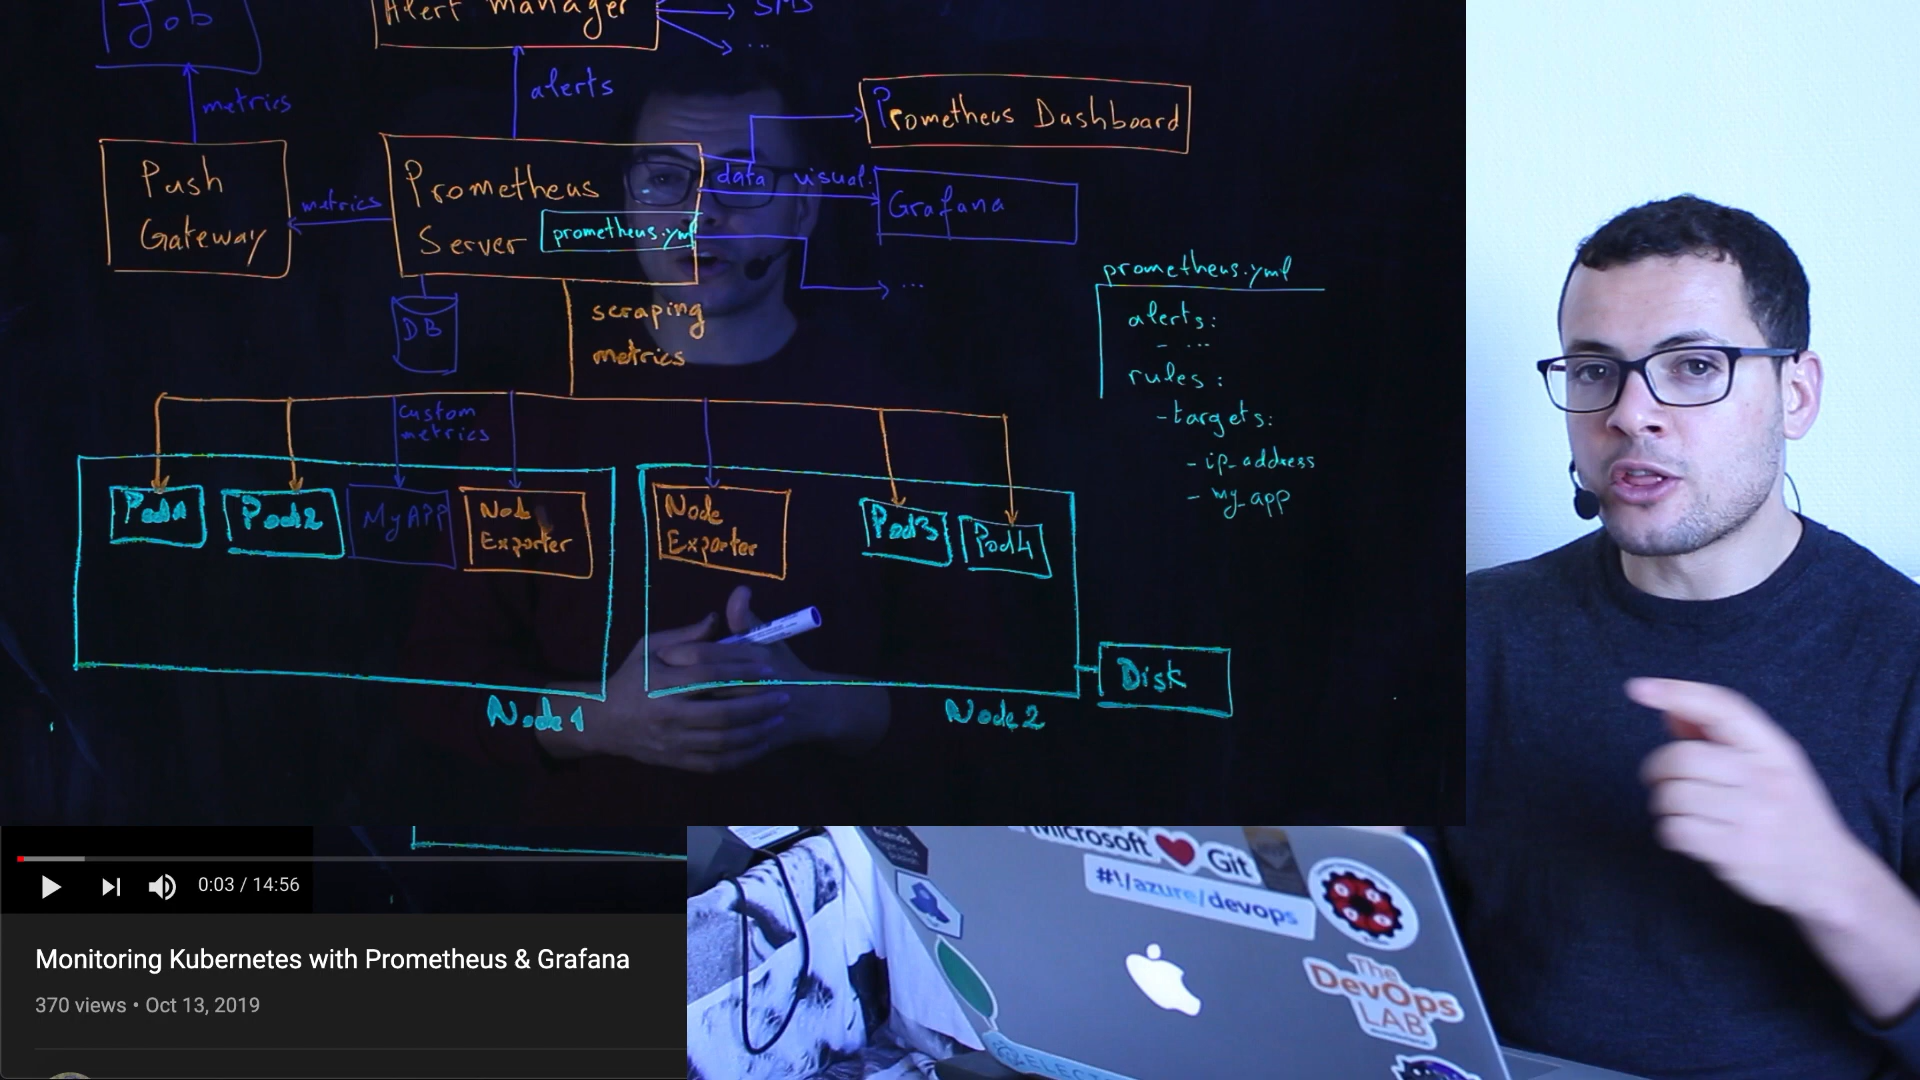 Job
Alert Manager
SMS
...
metrics
alerts
Prometheus Dashboard
Push
Gateway
metrics
Prometheus
Server
prometheus.yml
data visual.
Grafana
...
DB
scraping
metrics
prometheus.yml
alerts:
- ...
rules:
- targets:
- ip_address
- my_app
custom
metrics
Pod1
Pod2
My APP
Node
Exporter
Node
Exporter
Pod3
Pod4
Node1
Node2
Disk
0:03 / 14:56
Monitoring Kubernetes with Prometheus & Grafana
370 views • Oct 13, 2019
Microsoft
Git
#!/azure/devops
The
DevOps
LAB